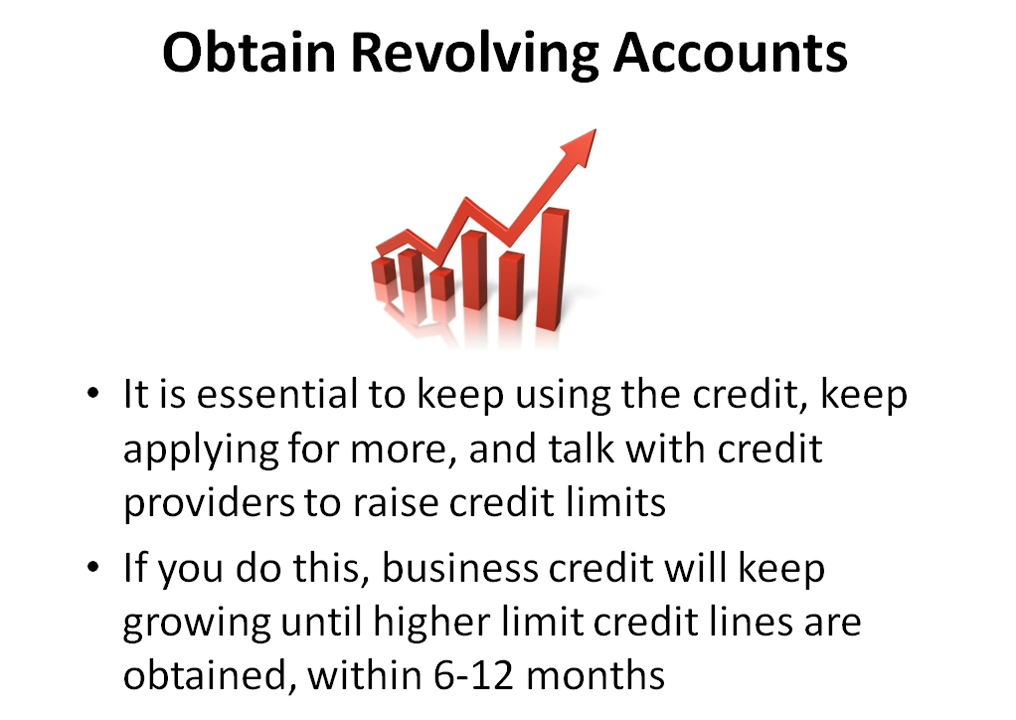 Obtain Revolving Accounts
• It is essential to keep using the credit, keep
applying for more, and talk with credit
providers to raise credit limits
• If you do this, business credit will keep
growing until higher limit credit lines are
obtained, within 6-12 months